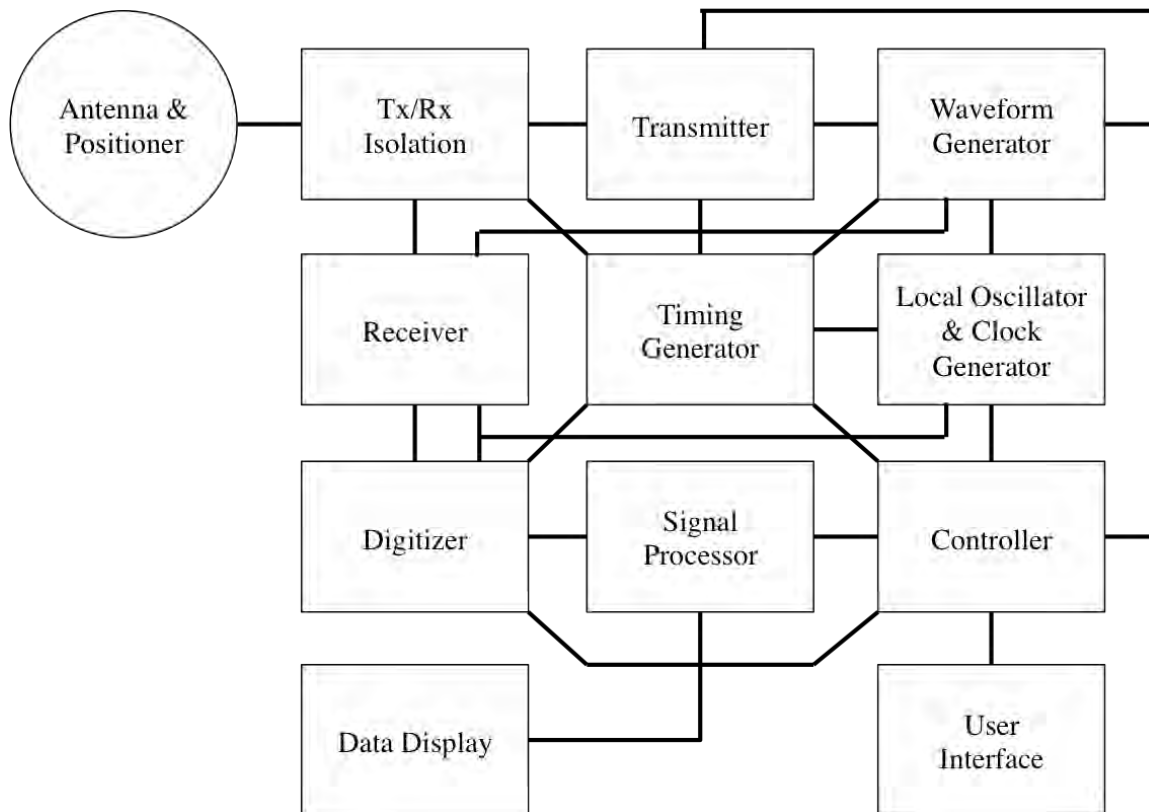 Antenna &
Positioner
Tx/Rx
Isolation
Transmitter
Waveform
Generator
Receiver
Timing
Generator
Local Oscillator
& Clock
Generator
Digitizer
Signal
Processor
Controller
Data Display
User
Interface